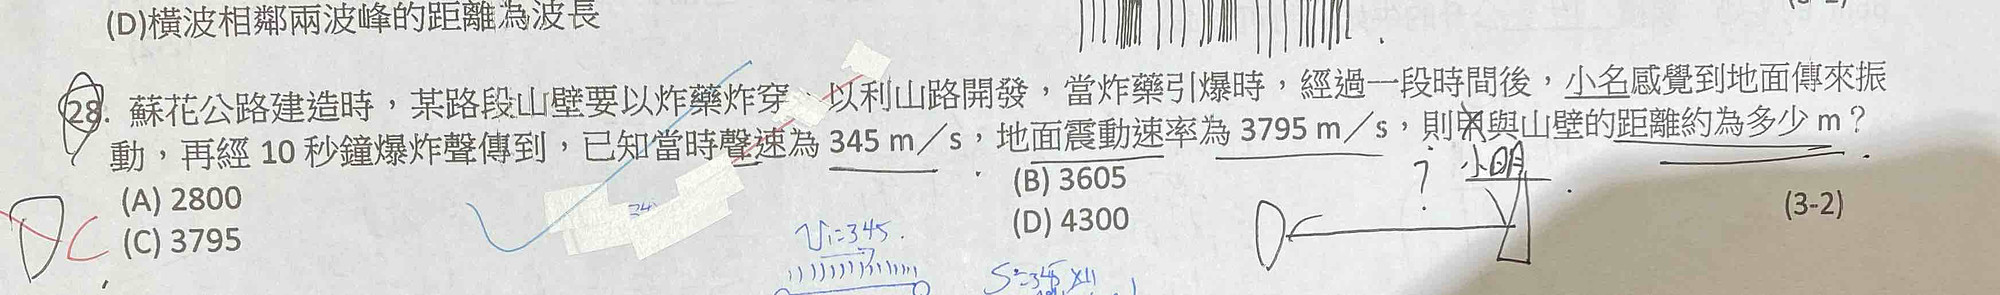 (D)橫波相鄰兩波峰的距離為波長
28. 蘇花公路建造時，某路段山壁要以炸藥炸穿，以利山路開發，當炸藥引爆時，經過一段時間後，小名感覺到地面傳來振
動，再經 10 秒鐘爆炸聲傳到，已知當時聲速為 345 m／s，地面震動速率為 3795 m／s，則與山壁的距離約為多少 m？
小明
?
(A) 2800
(B) 3605
(3-2)
(C) 3795
(D) 4300
D
C
V₁=345
S=345×11